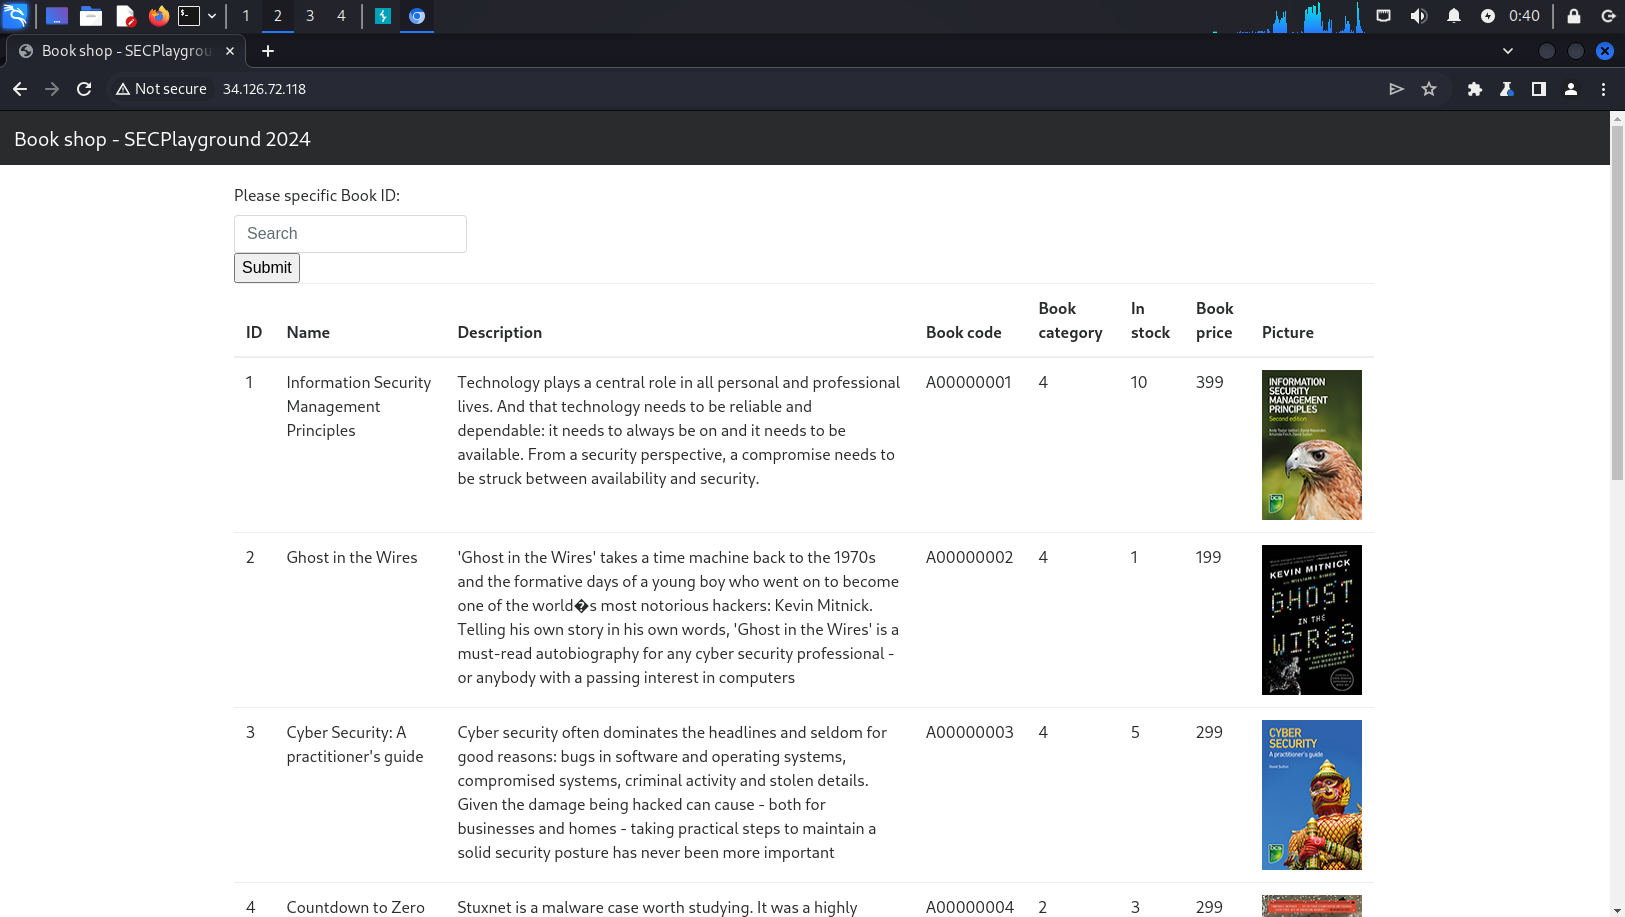 1 2 3 4 0:40
Book shop - SECPlaygrou
Not secure 34.126.72.118
Book shop - SECPlayground 2024
Please specific Book ID:
Search
Submit
ID Name Description Book code Book category In stock Book price Picture
1 Information Security Management Principles
Technology plays a central role in all personal and professional
lives. And that technology needs to be reliable and
dependable: it needs to always be on and it needs to be
available. From a security perspective, a compromise needs to
be struck between availability and security.
A00000001 4 10 399
INFORMATION
SECURITY
MANAGEMENT
PRINCIPLES
Second edition
bcs
2 Ghost in the Wires
'Ghost in the Wires' takes a time machine back to the 1970s
and the formative days of a young boy who went on to become
one of the world�s most notorious hackers: Kevin Mitnick.
Telling his own story in his own words, 'Ghost in the Wires' is a
must-read autobiography for any cyber security professional -
or anybody with a passing interest in computers
A00000002 4 1 199
KEVIN MITNICK
GHOST
IN THE
WIRES
3 Cyber Security: A practitioner's guide
Cyber security often dominates the headlines and seldom for
good reasons: bugs in software and operating systems,
compromised systems, criminal activity and stolen details.
Given the damage being hacked can cause - both for
businesses and homes - taking practical steps to maintain a
solid security posture has never been more important
A00000003 4 5 299
CYBER
SECURITY
A practitioner's guide
David Sutton
bcs
4 Countdown to Zero
Stuxnet is a malware case worth studying. It was a highly
A00000004 2 3 299